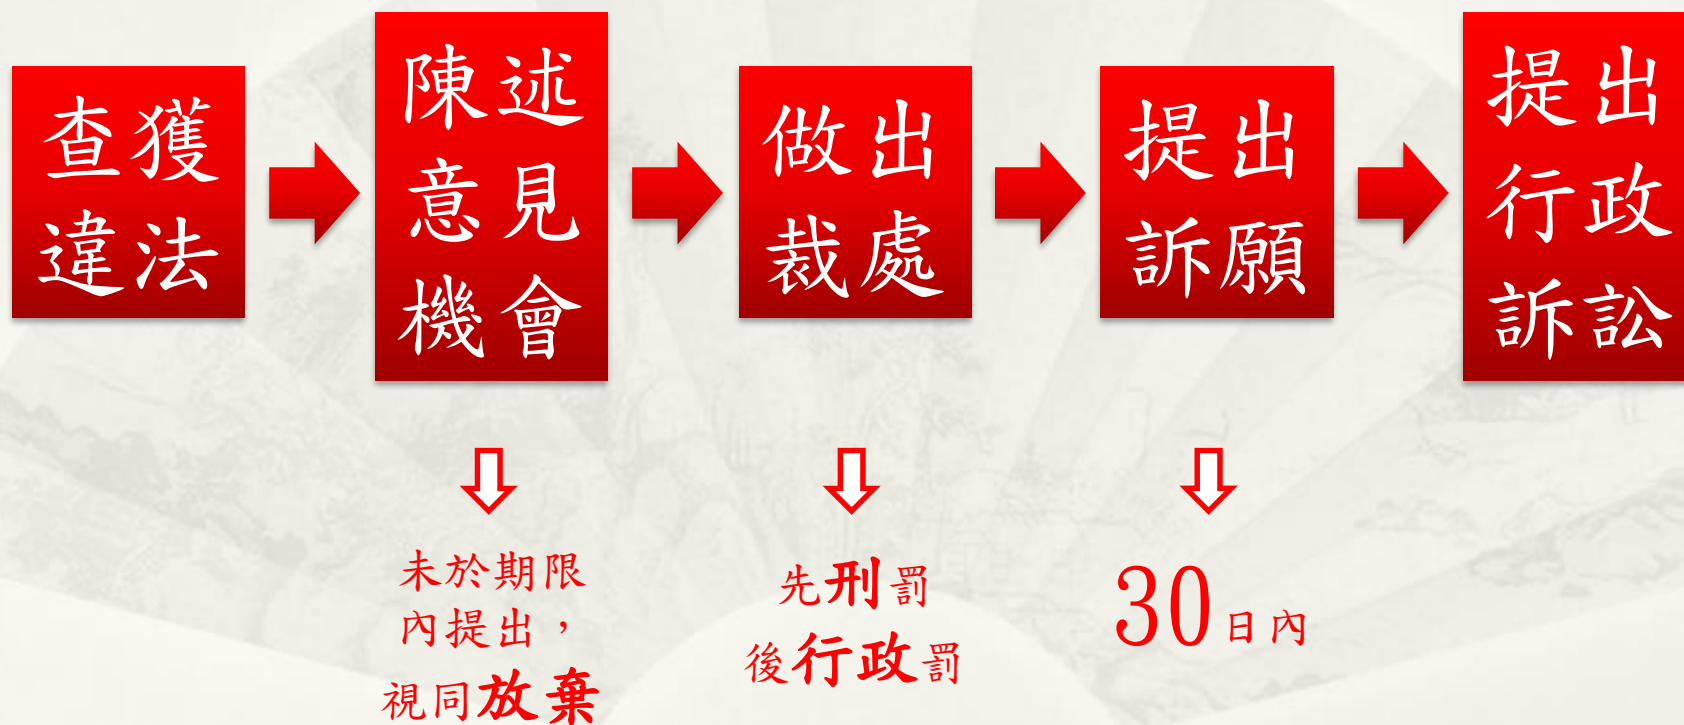 查獲
違法
陳述
意見
機會
做出
裁處
提出
訴願
提出
行政
訴訟
未於期限
內提出，
視同放棄
先刑罰
後行政罰
30日內